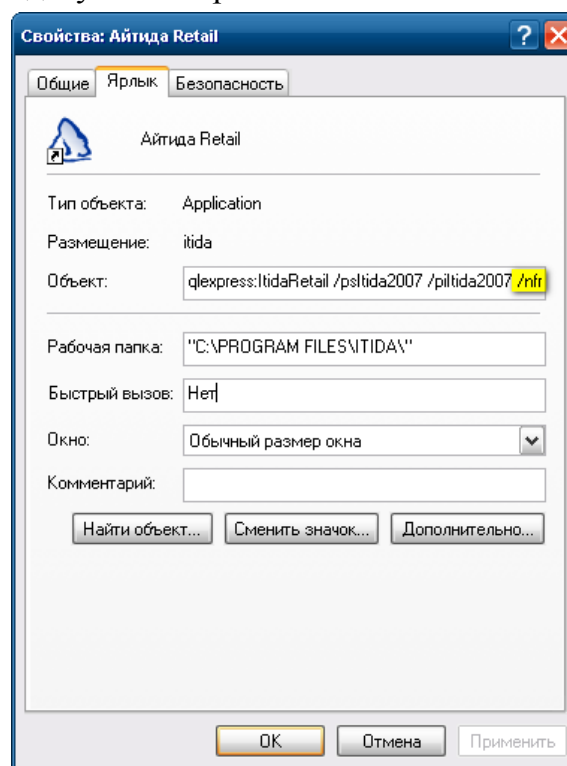 Свойства: Айтида Retail
Общие Ярлык Безопасность
Айтида Retail
Тип объекта: Application
Размещение: itida
Объект: qlexpress:ItidaRetail /psItida2007 /piItida2007 /nfr
Рабочая папка: "C:\PROGRAM FILES\ITIDA\"
Быстрый вызов: Нет
Окно: Обычный размер окна
Комментарий:
Найти объект... Сменить значок... Дополнительно...
OK Отмена Применить